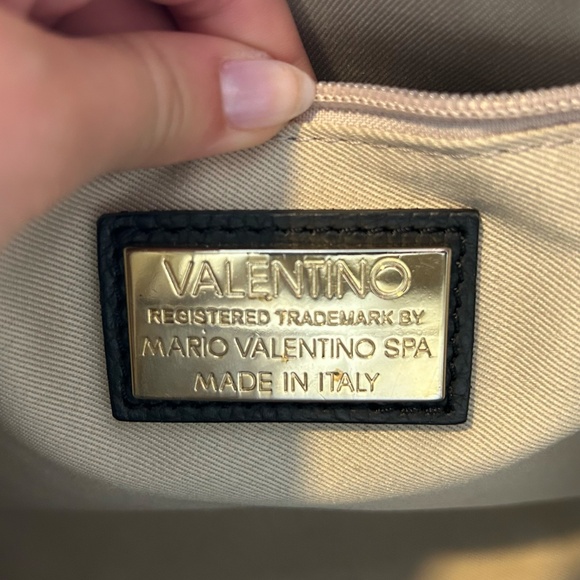 VALENTINO
REGISTERED TRADEMARK BY
MARIO VALENTINO SPA
MADE IN ITALY